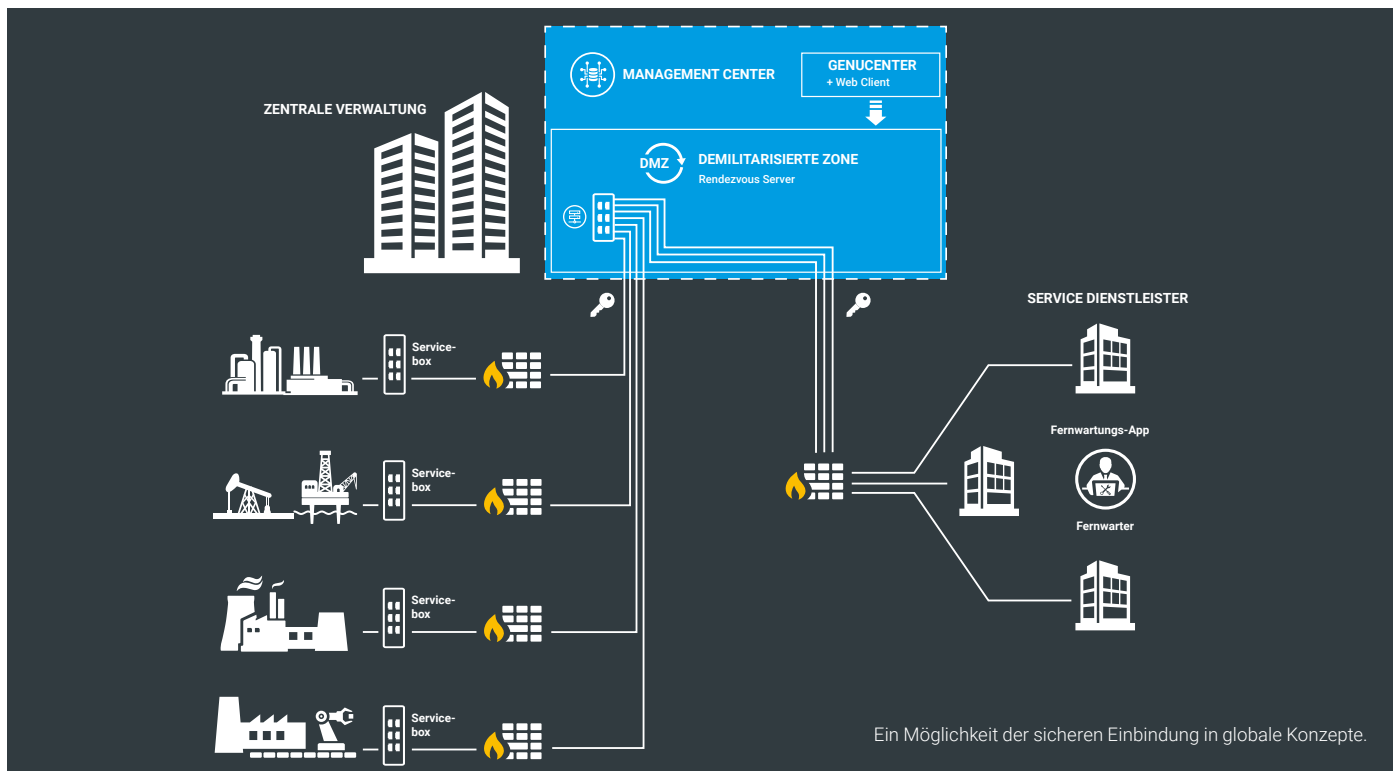 ZENTRALE VERWALTUNG
MANAGEMENT CENTER
GENUCENTER
+ Web Client
DMZ
DEMILITARISIERTE ZONE
Rendezvous Server
SERVICE DIENSTLEISTER
Service-
box
Service-
box
Fernwartungs-App
Fernwarter
Service-
box
Service-
box
Ein Möglichkeit der sicheren Einbindung in globale Konzepte.